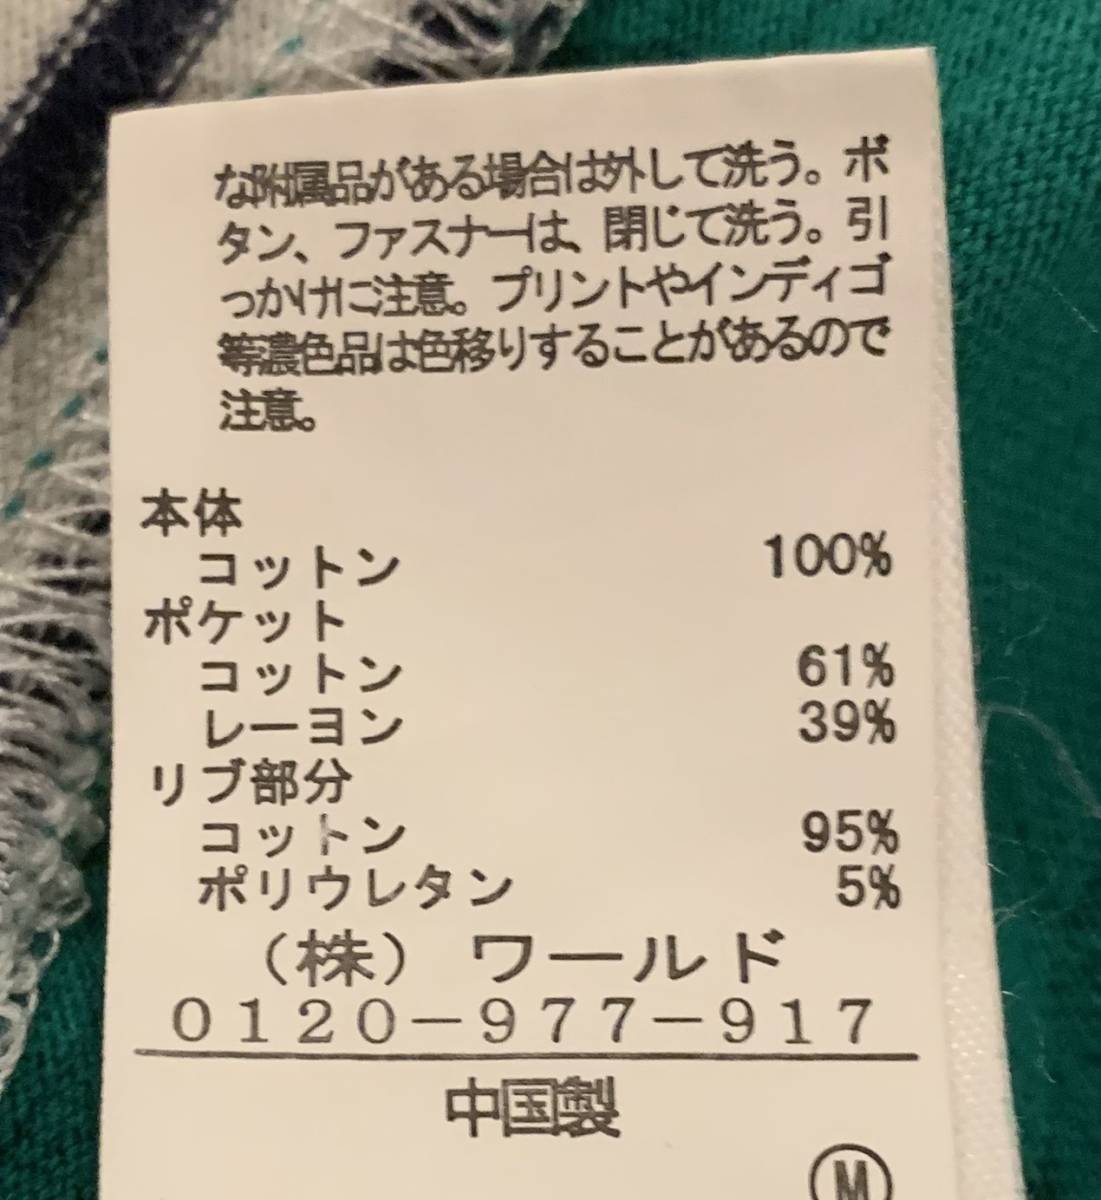 な附属品がある場合は外して洗う。ボ
タン、ファスナーは、閉じて洗う。引
っかけに注意。プリントやインディゴ
等濃色品は色移りすることがあるので
注意。
本体
コットン 100%
ポケット
コットン 61%
レーヨン 39%
リブ部分
コットン 95%
ポリウレタン 5%
(株) ワールド
0120-977-917
中国製
M